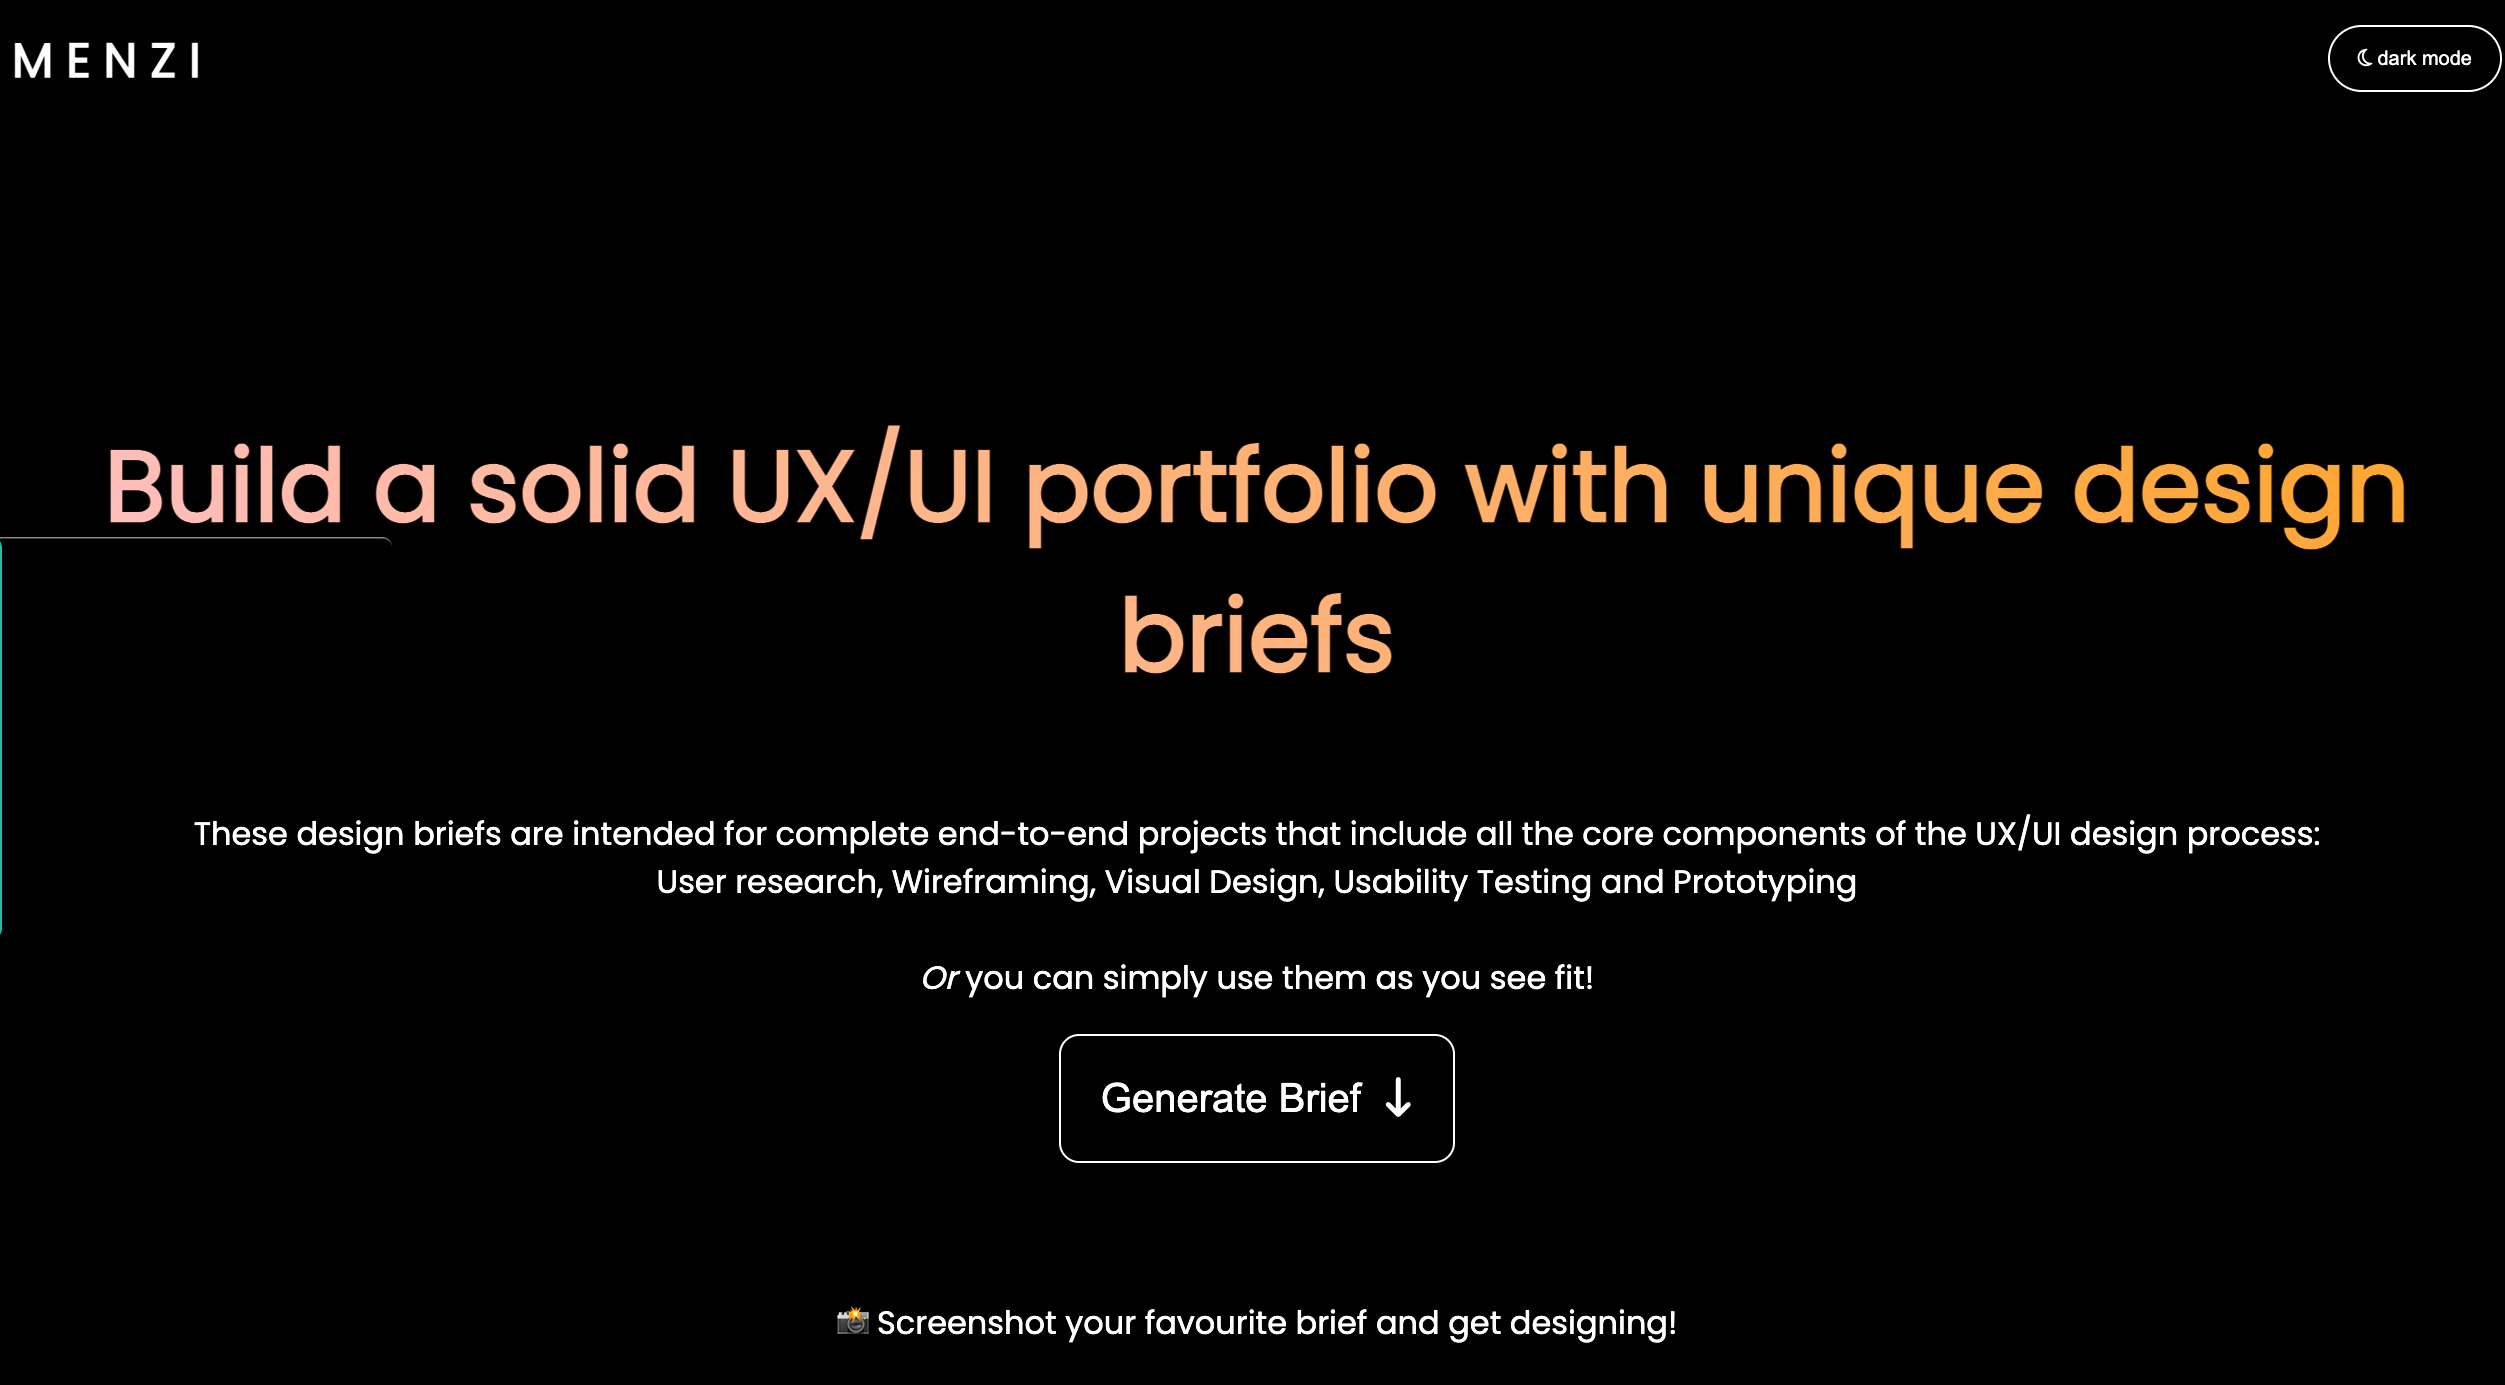 MENZI
dark mode
Build a solid UX/UI portfolio with unique design
briefs
These design briefs are intended for complete end-to-end projects that include all the core components of the UX/UI design process:
User research, Wireframing, Visual Design, Usability Testing and Prototyping
Or you can simply use them as you see fit!
Generate Brief ↓
📸 Screenshot your favourite brief and get designing!